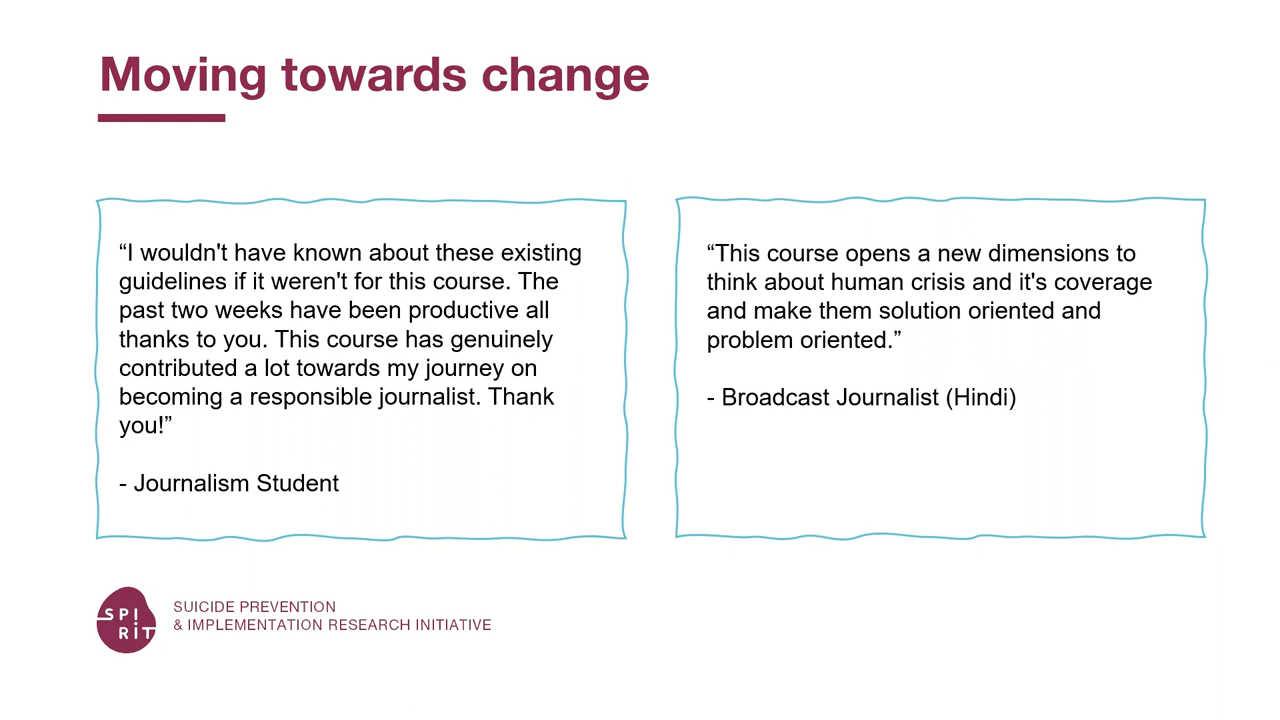 Moving towards change
“I wouldn't have known about these existing
guidelines if it weren't for this course. The
past two weeks have been productive all
thanks to you. This course has genuinely
contributed a lot towards my journey on
becoming a responsible journalist. Thank
you!”
- Journalism Student
“This course opens a new dimensions to
think about human crisis and it's coverage
and make them solution oriented and
problem oriented.”
- Broadcast Journalist (Hindi)
SPI
RIT
SUICIDE PREVENTION
& IMPLEMENTATION RESEARCH INITIATIVE